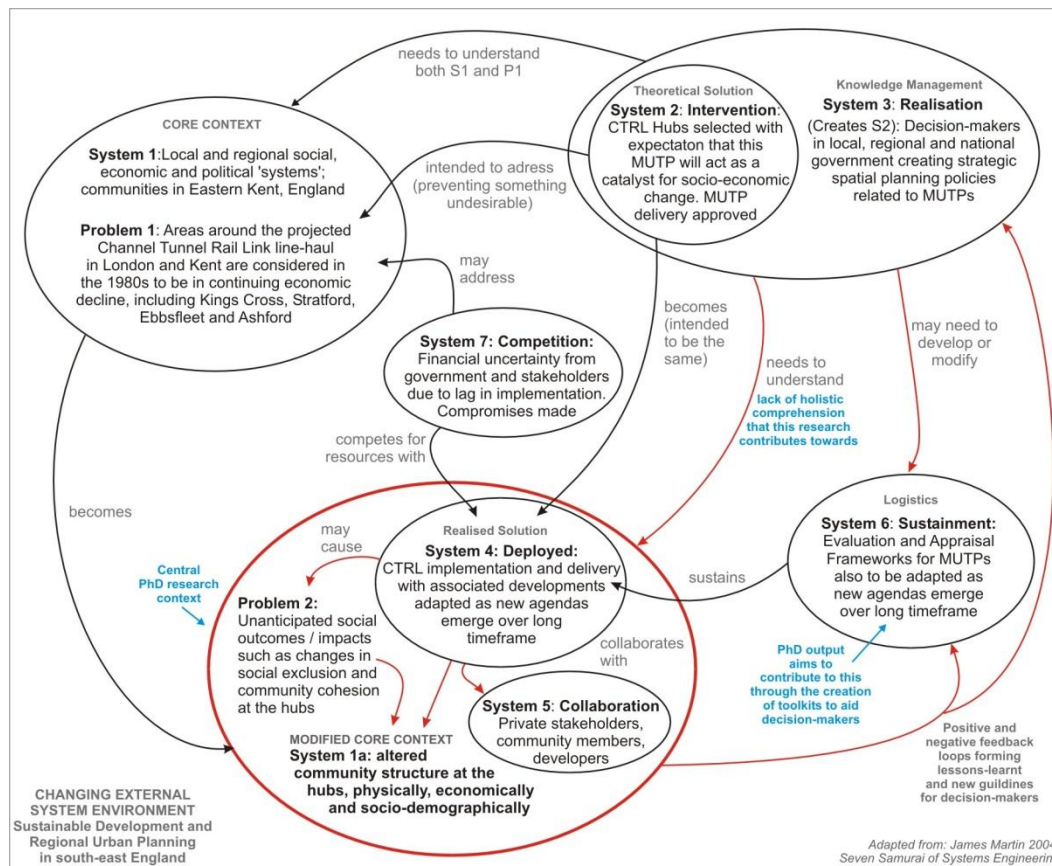 needs to understand
both S1 and P1
CORE CONTEXT
System 1:Local and regional social,
economic and political 'systems';
communities in Eastern Kent, England
Problem 1: Areas around the projected
Channel Tunnel Rail Link line-haul
in London and Kent are considered in
the 1980s to be in continuing economic
decline, including Kings Cross, Stratford,
Ebbsfleet and Ashford
intended to adress
(preventing something
undesirable)
Theoretical Solution
System 2: Intervention:
CTRL Hubs selected with
expectaton that this
MUTP will act as a
catalyst for socio-economic
change. MUTP
delivery approved
Knowledge Management
System 3: Realisation
(Creates S2): Decision-makers
in local, regional and national
government creating strategic
spatial planning policies
related to MUTPs
may
address
System 7: Competition:
Financial uncertainty from
government and stakeholders
due to lag in implementation.
Compromises made
becomes
(intended
to be the
same)
needs to
understand
lack of holistic
comprehension
that this research
contributes towards
may need to
develop or
modify
competes for
resources with
becomes
Central
PhD research
context
may
cause
Realised Solution
System 4: Deployed:
CTRL implementation and delivery
with associated developments
adapted as new agendas
emerge over long
timeframe
sustains
Logistics
System 6: Sustainment:
Evaluation and Appraisal
Frameworks for MUTPs
also to be adapted as
new agendas emerge
over long timeframe
Problem 2:
Unanticipated social
outcomes / impacts
such as changes in
social exclusion and
community cohesion
at the hubs
collaborates
with
System 5: Collaboration
Private stakeholders,
community members,
developers
PhD output
aims to
contribute to this
through the creation
of toolkits to aid
decision-makers
MODIFIED CORE CONTEXT
System 1a: altered
community structure at the
hubs, physically, economically
and socio-demographically
Positive and
negative feedback
loops forming
lessons-learnt
and new guildines
for decision-makers
CHANGING EXTERNAL
SYSTEM ENVIRONMENT
Sustainable Development and
Regional Urban Planning
in south-east England
Adapted from: James Martin 2004
Seven Samurai of Systems Engineering